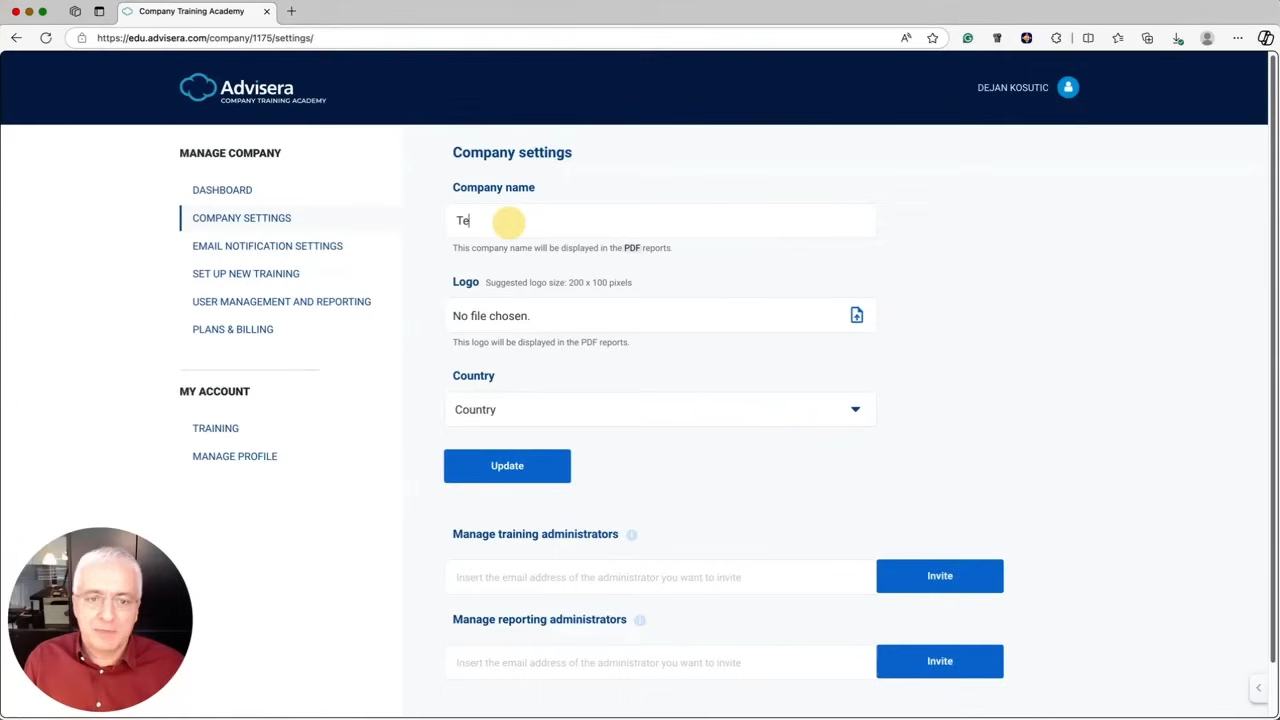 Company Training Academy
https://edu.advisera.com/company/1175/settings/
Advisera
COMPANY TRAINING ACADEMY
DEJAN KOSUTIC
MANAGE COMPANY
DASHBOARD
COMPANY SETTINGS
EMAIL NOTIFICATION SETTINGS
SET UP NEW TRAINING
USER MANAGEMENT AND REPORTING
PLANS & BILLING
MY ACCOUNT
TRAINING
MANAGE PROFILE
Company settings
Company name
Te
This company name will be displayed in the PDF reports.
Logo Suggested logo size: 200 x 100 pixels
No file chosen.
This logo will be displayed in the PDF reports.
Country
Country
Update
Manage training administrators
Insert the email address of the administrator you want to invite
Invite
Manage reporting administrators
Insert the email address of the administrator you want to invite
Invite